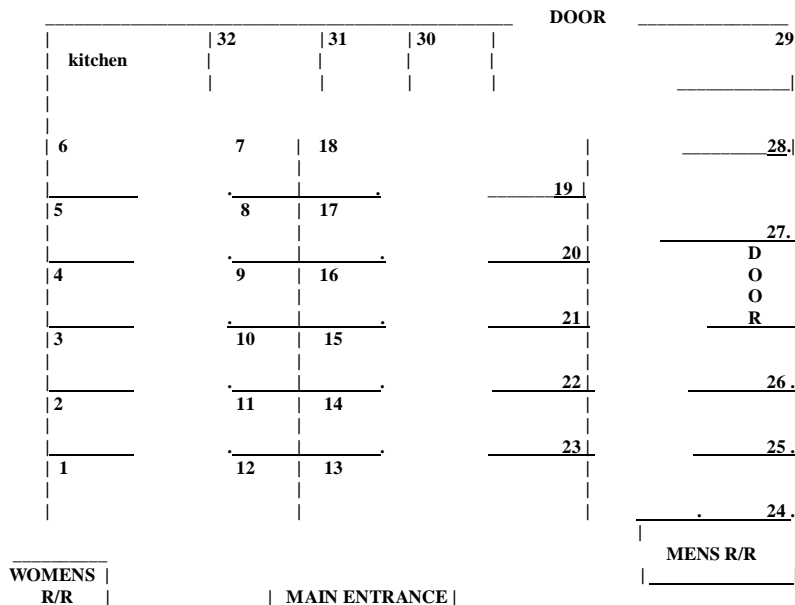 DOOR
32 31 30 29
kitchen
6 7 18 28.
19
5 8 17
27.
20 D
4 9 16 O
O
21 R
3 10 15
22 26.
2 11 14
23 25.
1 12 13
24.
MENS R/R
WOMENS
R/R MAIN ENTRANCE